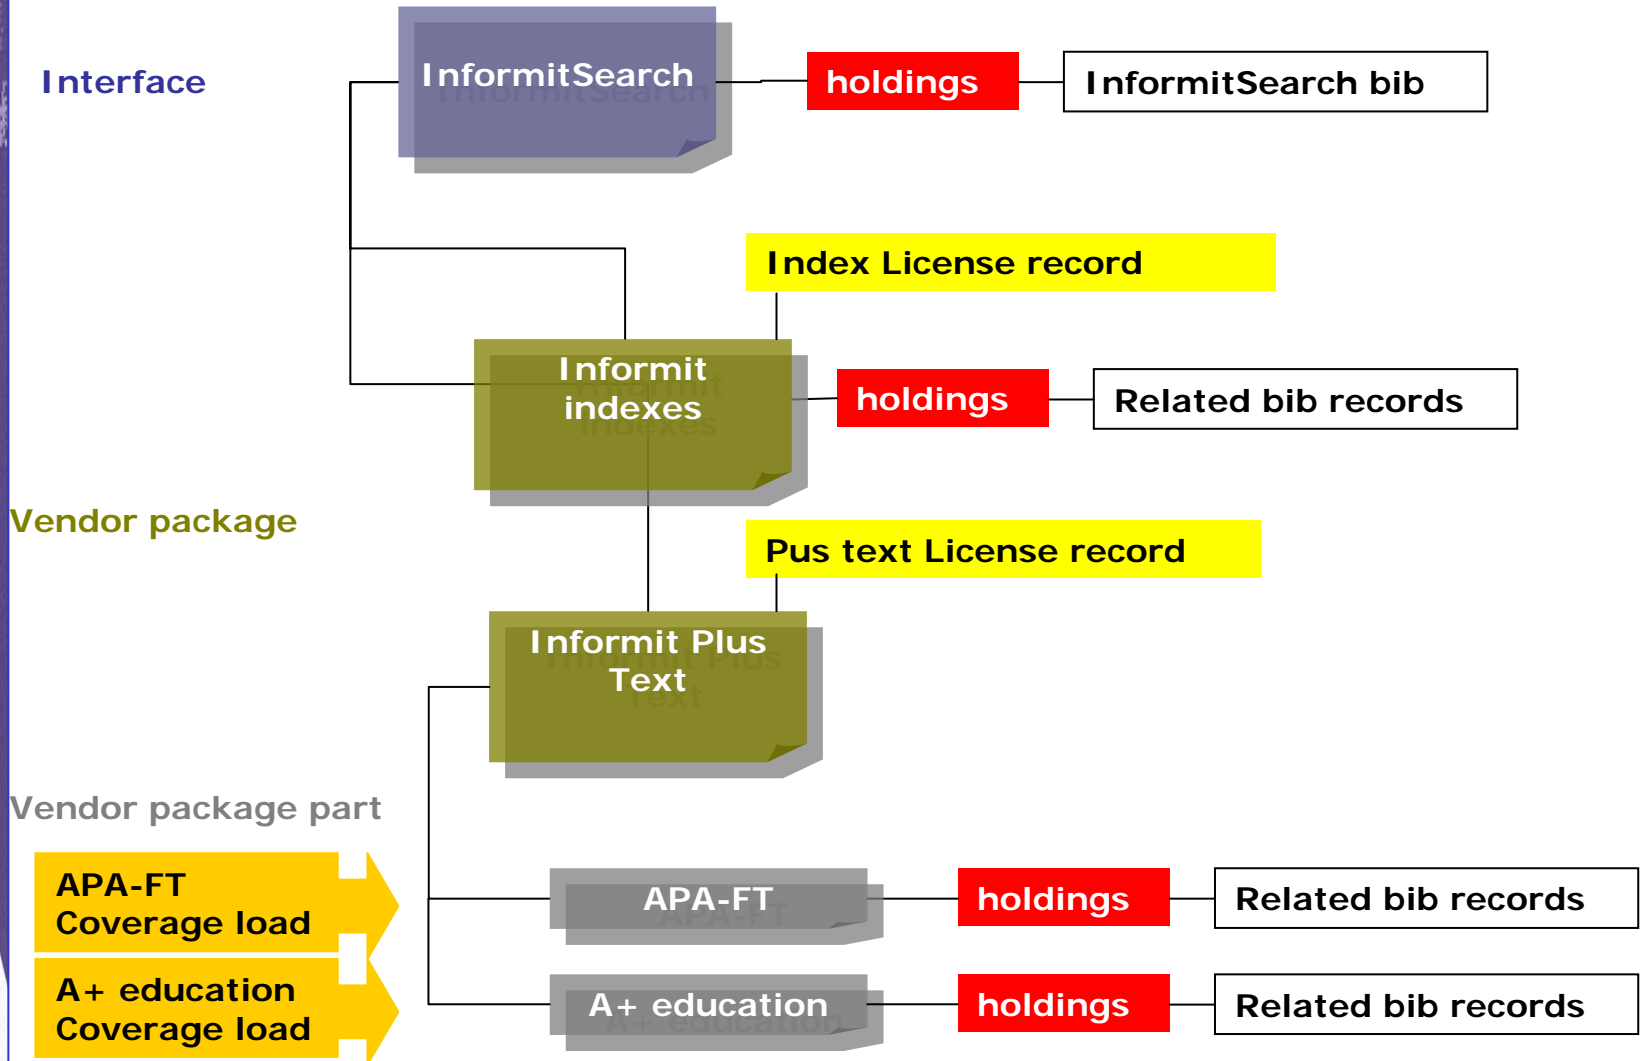 Interface
InformitSearch
holdings
InformitSearch bib
Index License record
Informit
indexes
holdings
Related bib records
Vendor package
Pus text License record
Informit Plus
Text
Vendor package part
APA-FT
Coverage load
APA-FT
holdings
Related bib records
A+ education
Coverage load
A+ education
holdings
Related bib records